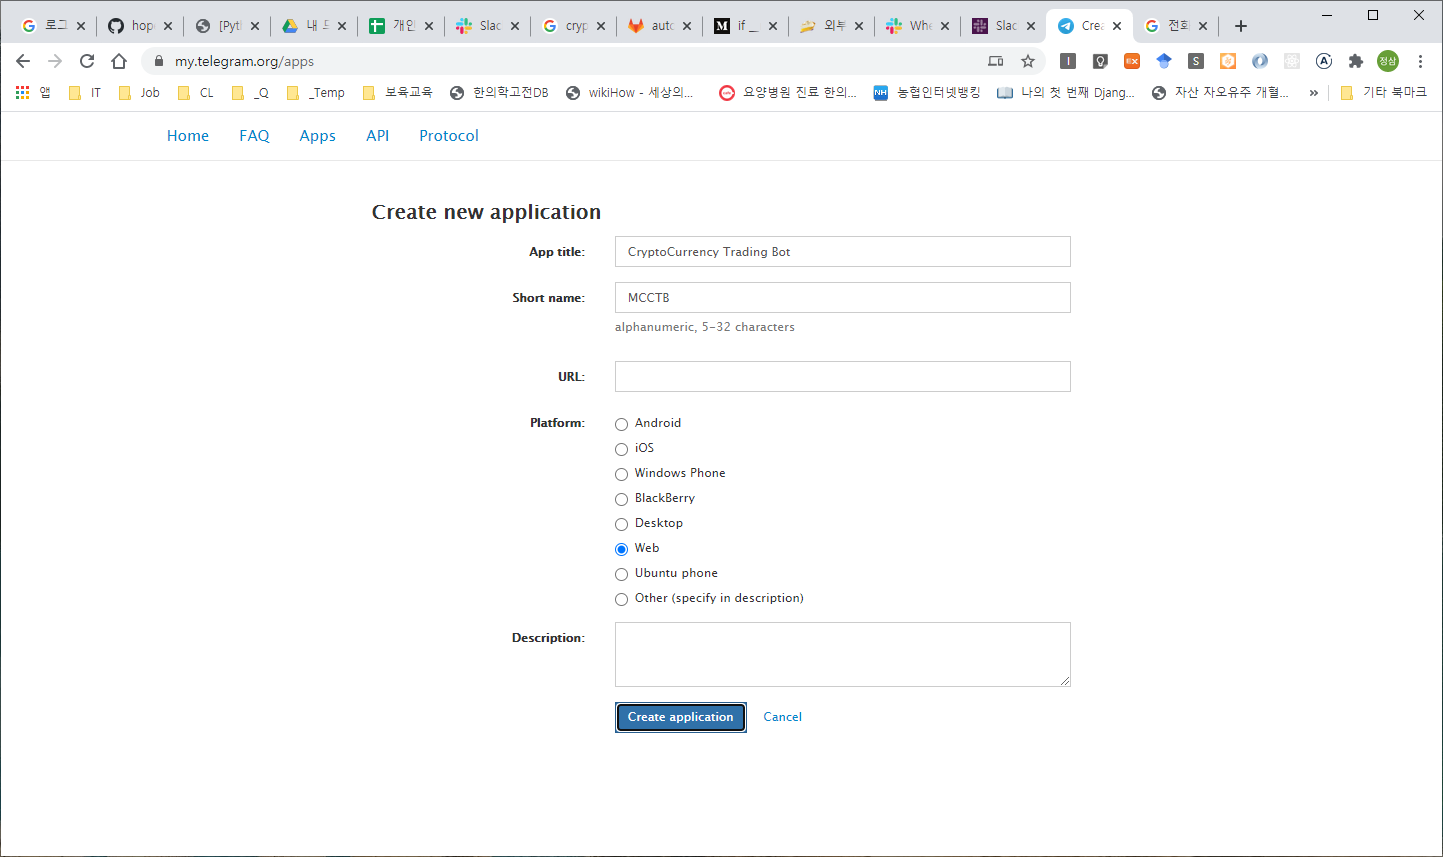 로그
hop
[Pyt
내 드
개인
Slac
cryp
auto
if __
외부
Whe
Slac
Crea
전화
my.telegram.org/apps
정상
앱 IT Job CL _Q _Temp 보육교육 한의학고전DB wikiHow - 세상의... 요양병원 진료 한의... 농협인터넷뱅킹 나의 첫 번째 Djang... 자산 자오유주 개혈... » 기타 북마크
Home FAQ Apps API Protocol
Create new application
App title: CryptoCurrency Trading Bot
Short name: MCCTB
alphanumeric, 5-32 characters
URL:
Platform: Android
iOS
Windows Phone
BlackBerry
Desktop
Web
Ubuntu phone
Other (specify in description)
Description:
Create application Cancel